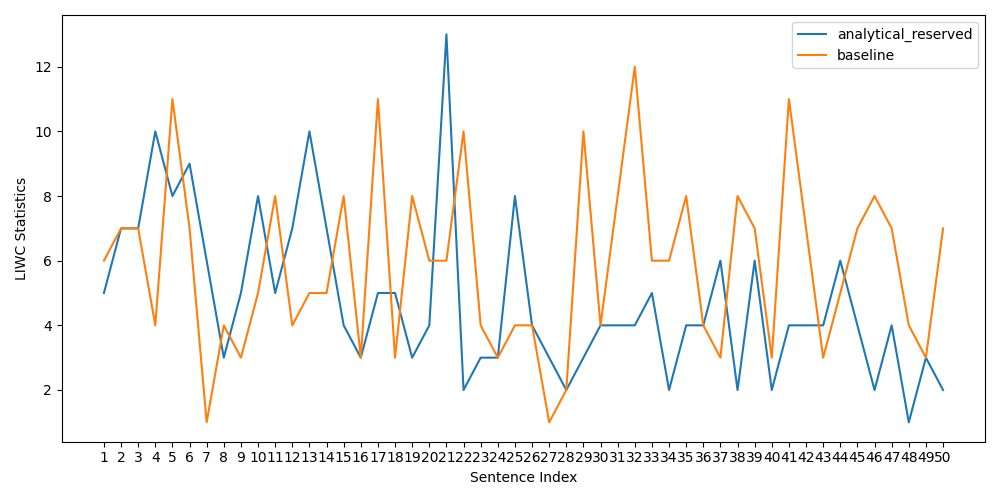 analytical_reserved
baseline
12
10
8
6
4
2
LIWC Statistics
1 2 3 4 5 6 7 8 9 10 11 12 13 14 15 16 17 18 19 20 21 22 23 24 25 26 27 28 29 30 31 32 33 34 35 36 37 38 39 40 41 42 43 44 45 46 47 48 49 50
Sentence Index